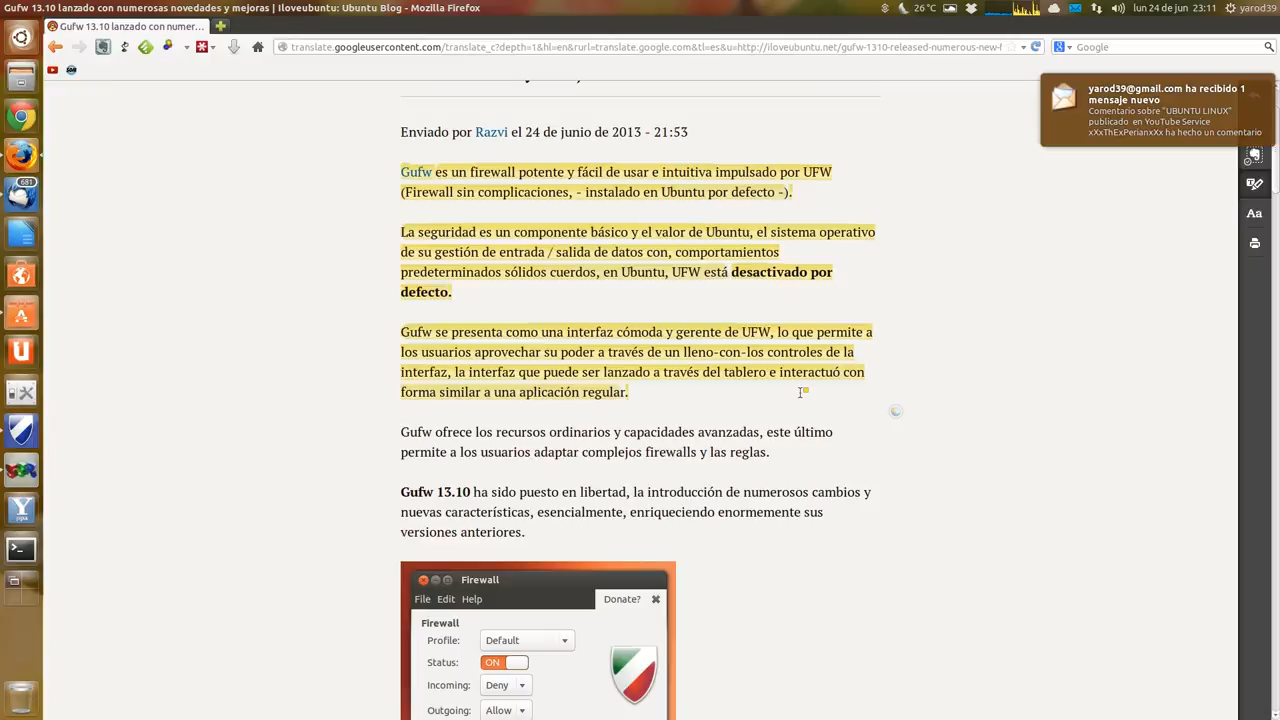 Gufw 13.10 lanzado con numerosas novedades y mejoras | Iloveubuntu: Ubuntu Blog - Mozilla Firefox
26 °C
lun 24 de jun 23:11
yarod39
Gufw 13.10 lanzado con numer...
translate.googleusercontent.com/translate_c?depth=1&hl=en&rurl=translate.google.com&tl=es&u=http://iloveubuntu.net/gufw-1310-released-numerous-new-f
Google
yarod39@gmail.com ha recibido 1
mensaje nuevo
Comentario sobre "UBUNTU LINUX"
publicado en YouTube Service
xXxThExPerianxXx ha hecho un comentario
Enviado por Razvi el 24 de junio de 2013 - 21:53
Gufw es un firewall potente y fácil de usar e intuitiva impulsado por UFW
(Firewall sin complicaciones, - instalado en Ubuntu por defecto -).
La seguridad es un componente básico y el valor de Ubuntu, el sistema operativo
de su gestión de entrada / salida de datos con, comportamientos
predeterminados sólidos cuerdos, en Ubuntu, UFW está desactivado por
defecto.
Gufw se presenta como una interfaz cómoda y gerente de UFW, lo que permite a
los usuarios aprovechar su poder a través de un lleno-con-los controles de la
interfaz, la interfaz que puede ser lanzado a través del tablero e interactuó con
forma similar a una aplicación regular.
Gufw ofrece los recursos ordinarios y capacidades avanzadas, este último
permite a los usuarios adaptar complejos firewalls y las reglas.
Gufw 13.10 ha sido puesto en libertad, la introducción de numerosos cambios y
nuevas características, esencialmente, enriqueciendo enormemente sus
versiones anteriores.
Firewall
File Edit Help
Donate?
Firewall
Profile: Default
Status: ON
Incoming: Deny
Outgoing: Allow
681
Aa